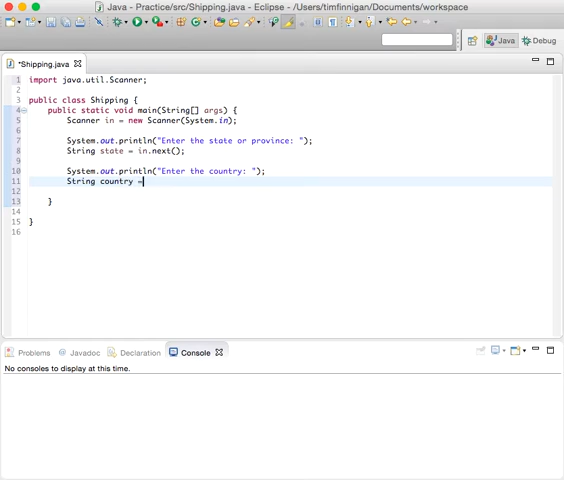 Java - Practice/src/Shipping.java - Eclipse - /Users/timfinnigan/Documents/workspace
Java
Debug
*Shipping.java
1 import java.util.Scanner;
2
3 public class Shipping {
4 public static void main(String[] args) {
5 Scanner in = new Scanner(System.in);
6
7 System.out.println("Enter the state or province: ");
8 String state = in.next();
9
10 System.out.println("Enter the country: ");
11 String country =
12
13 }
14
15 }
16
Problems @ Javadoc Declaration Console
No consoles to display at this time.